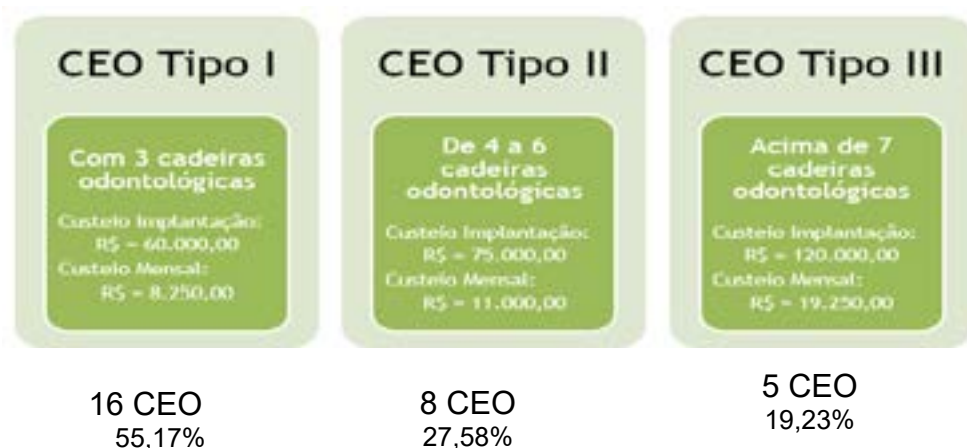 CEO Tipo I
Com 3 cadeiras
odontológicas
Custeio Implantação:
R$ = 60.000,00
Custeio Mensal:
R$ = 8.250,00
16 CEO
55,17%
CEO Tipo II
De 4 a 6
cadeiras
odontológicas
Custeio Implantação:
R$ = 75.000,00
Custeio Mensal:
R$ = 11.000,00
8 CEO
27,58%
CEO Tipo III
Acima de 7
cadeiras
odontológicas
Custeio Implantação:
R$ = 120.000,00
Custeio Mensal:
R$ = 19.250,00
5 CEO
19,23%